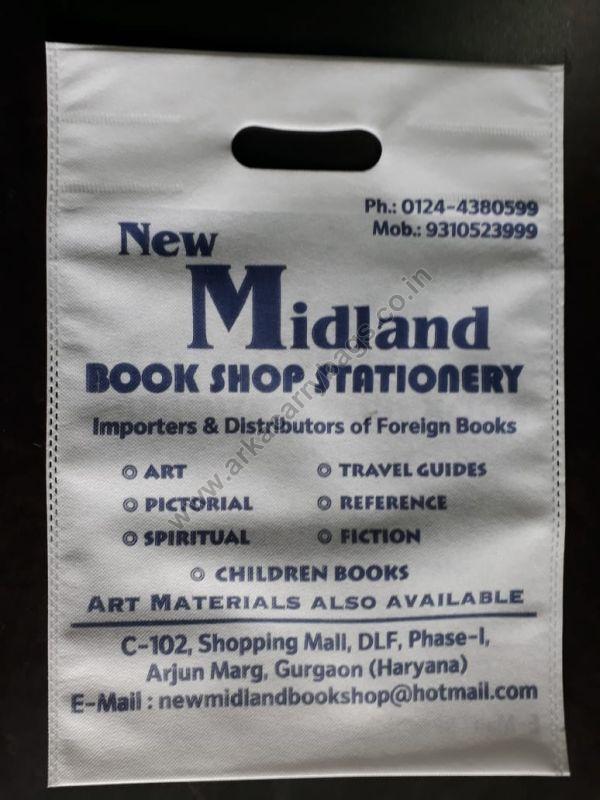 Ph.: 0124-4380599
Mob.: 9310523999
New
Midland
BOOK SHOP STATIONERY
Importers & Distributors of Foreign Books
ART
TRAVEL GUIDES
PICTORIAL
REFERENCE
SPIRITUAL
FICTION
CHILDREN BOOKS
ART MATERIALS ALSO AVAILABLE
C-102, Shopping Mall, DLF, Phase-I,
Arjun Marg, Gurgaon (Haryana)
E-Mail : newmidlandbookshop@hotmail.com
www.arkacarrybags.co.in